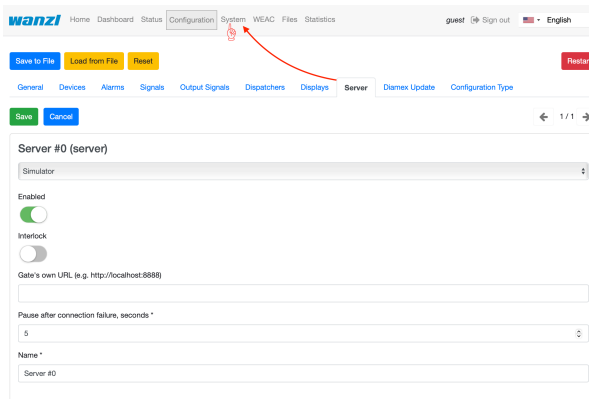 wanzl Home Dashboard Status Configuration System WEAC Files Statistics guest Sign out English
Save to File Load from File Reset Restar
General Devices Alarms Signals Output Signals Dispatchers Displays Server Diamex Update Configuration Type
Save Cancel 1 / 1
Server #0 (server)
Simulator
Enabled
Interlock
Gate's own URL (e.g. http://localhost:8888)
Pause after connection failure, seconds *
5
Name *
Server #0